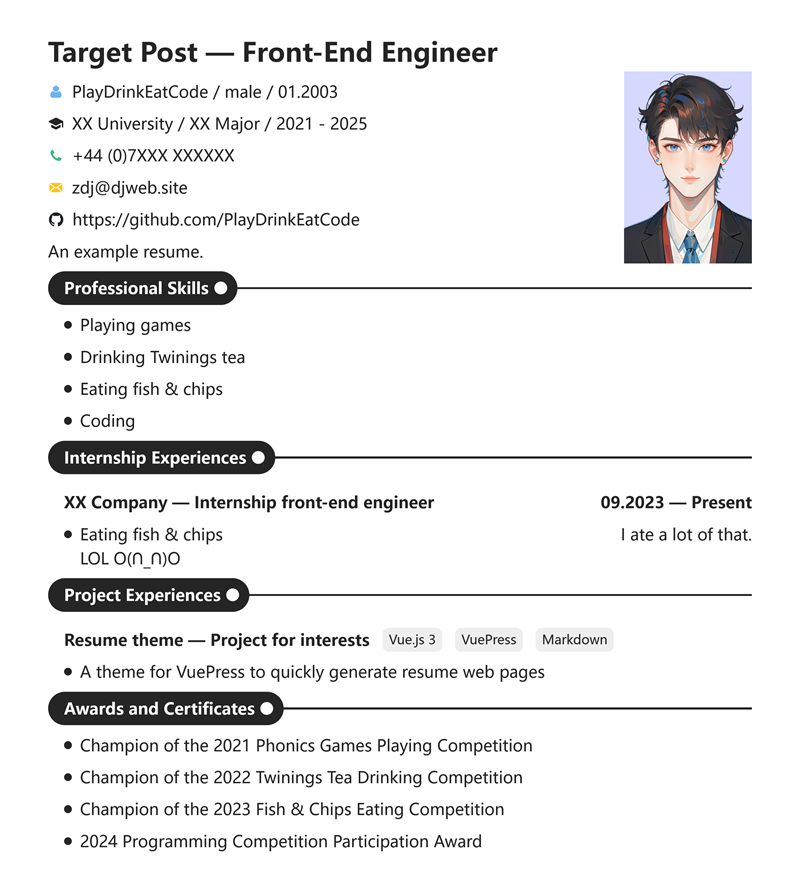 Target Post — Front-End Engineer
PlayDrinkEatCode / male / 01.2003
XX University / XX Major / 2021 - 2025
+44 (0)7XXX XXXXXX
zdj@djweb.site
https://github.com/PlayDrinkEatCode
An example resume.
Professional Skills
Playing games
Drinking Twinings tea
Eating fish & chips
Coding
Internship Experiences
XX Company — Internship front-end engineer 09.2023 — Present
Eating fish & chips I ate a lot of that.
LOL O(∩_∩)O
Project Experiences
Resume theme — Project for interests Vue.js 3 VuePress Markdown
A theme for VuePress to quickly generate resume web pages
Awards and Certificates
Champion of the 2021 Phonics Games Playing Competition
Champion of the 2022 Twinings Tea Drinking Competition
Champion of the 2023 Fish & Chips Eating Competition
2024 Programming Competition Participation Award